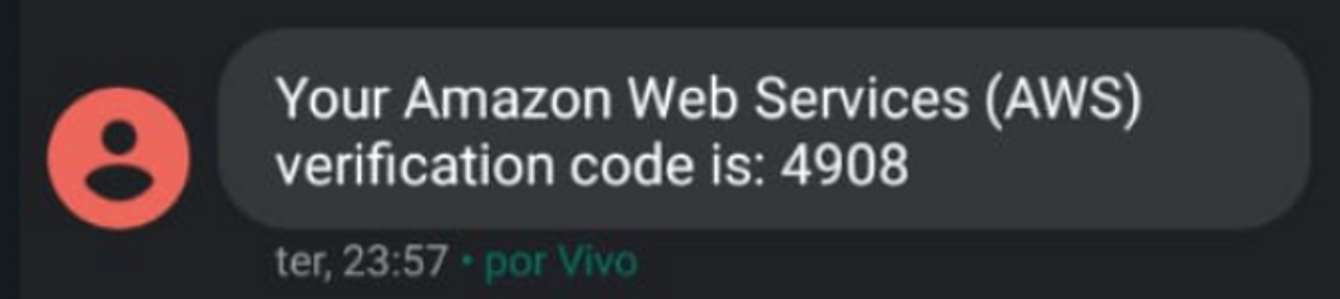 Your Amazon Web Services (AWS)
verification code is: 4908
ter, 23:57 • por Vivo